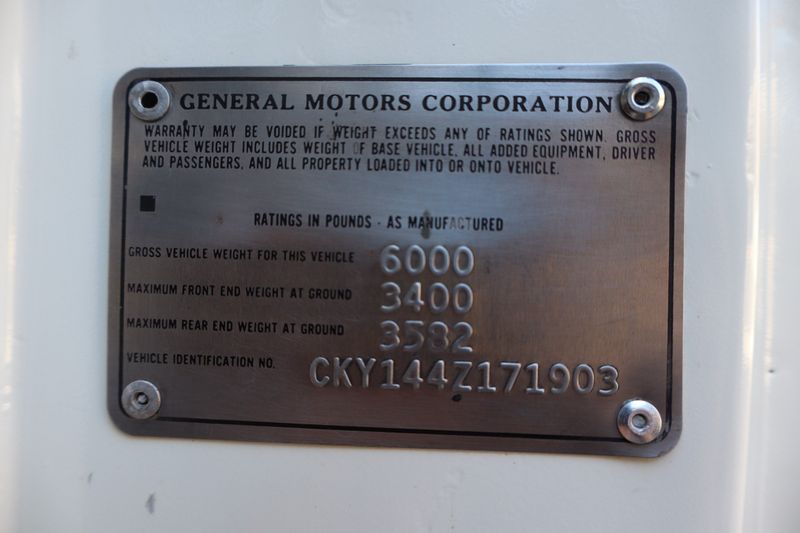 GENERAL MOTORS CORPORATION
WARRANTY MAY BE VOIDED IF WEIGHT EXCEEDS ANY OF RATINGS SHOWN. GROSS
VEHICLE WEIGHT INCLUDES WEIGHT OF BASE VEHICLE, ALL ADDED EQUIPMENT, DRIVER
AND PASSENGERS, AND ALL PROPERTY LOADED INTO OR ONTO VEHICLE.
RATINGS IN POUNDS - AS MANUFACTURED
GROSS VEHICLE WEIGHT FOR THIS VEHICLE 6000
MAXIMUM FRONT END WEIGHT AT GROUND 3400
MAXIMUM REAR END WEIGHT AT GROUND 3582
VEHICLE IDENTIFICATION NO. CKY144Z171903